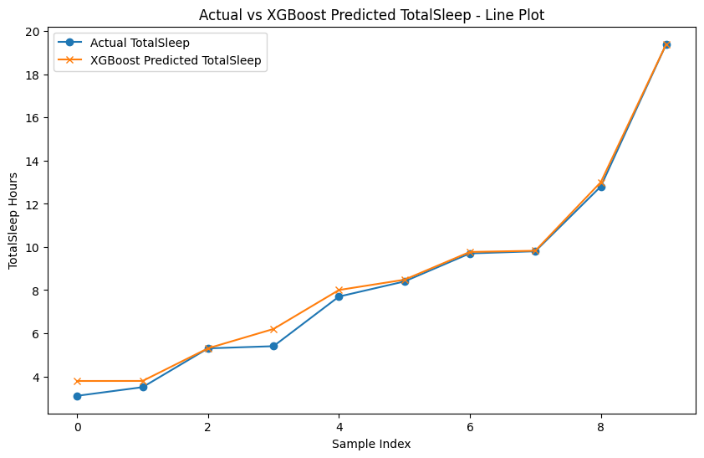 Actual vs XGBoost Predicted TotalSleep - Line Plot
Actual TotalSleep
XGBoost Predicted TotalSleep
TotalSleep Hours
20
18
16
14
12
10
8
6
4
0
2
4
6
8
Sample Index